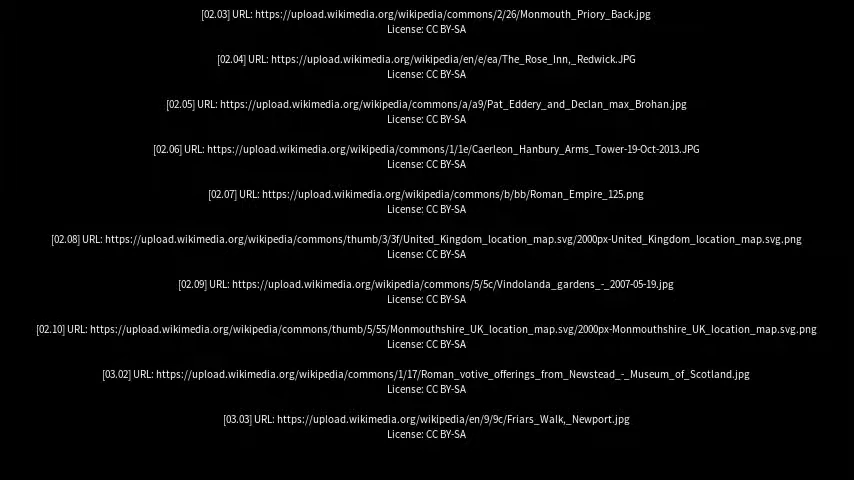 [02.03] URL: https://upload.wikimedia.org/wikipedia/commons/2/26/Monmouth_Priory_Back.jpg
License: CC BY-SA
[02.04] URL: https://upload.wikimedia.org/wikipedia/en/e/ea/The_Rose_Inn,_Redwick.JPG
License: CC BY-SA
[02.05] URL: https://upload.wikimedia.org/wikipedia/commons/a/a9/Pat_Eddery_and_Declan_max_Brohan.jpg
License: CC BY-SA
[02.06] URL: https://upload.wikimedia.org/wikipedia/commons/1/1e/Caerleon_Hanbury_Arms_Tower-19-Oct-2013.JPG
License: CC BY-SA
[02.07] URL: https://upload.wikimedia.org/wikipedia/commons/b/bb/Roman_Empire_125.png
License: CC BY-SA
[02.08] URL: https://upload.wikimedia.org/wikipedia/commons/thumb/3/3f/United_Kingdom_location_map.svg/2000px-United_Kingdom_location_map.svg.png
License: CC BY-SA
[02.09] URL: https://upload.wikimedia.org/wikipedia/commons/5/5c/Vindolanda_gardens_-_2007-05-19.jpg
License: CC BY-SA
[02.10] URL: https://upload.wikimedia.org/wikipedia/commons/thumb/5/55/Monmouthshire_UK_location_map.svg/2000px-Monmouthshire_UK_location_map.svg.png
License: CC BY-SA
[03.02] URL: https://upload.wikimedia.org/wikipedia/commons/1/17/Roman_votive_offerings_from_Newstead_-_Museum_of_Scotland.jpg
License: CC BY-SA
[03.03] URL: https://upload.wikimedia.org/wikipedia/en/9/9c/Friars_Walk,_Newport.jpg
License: CC BY-SA